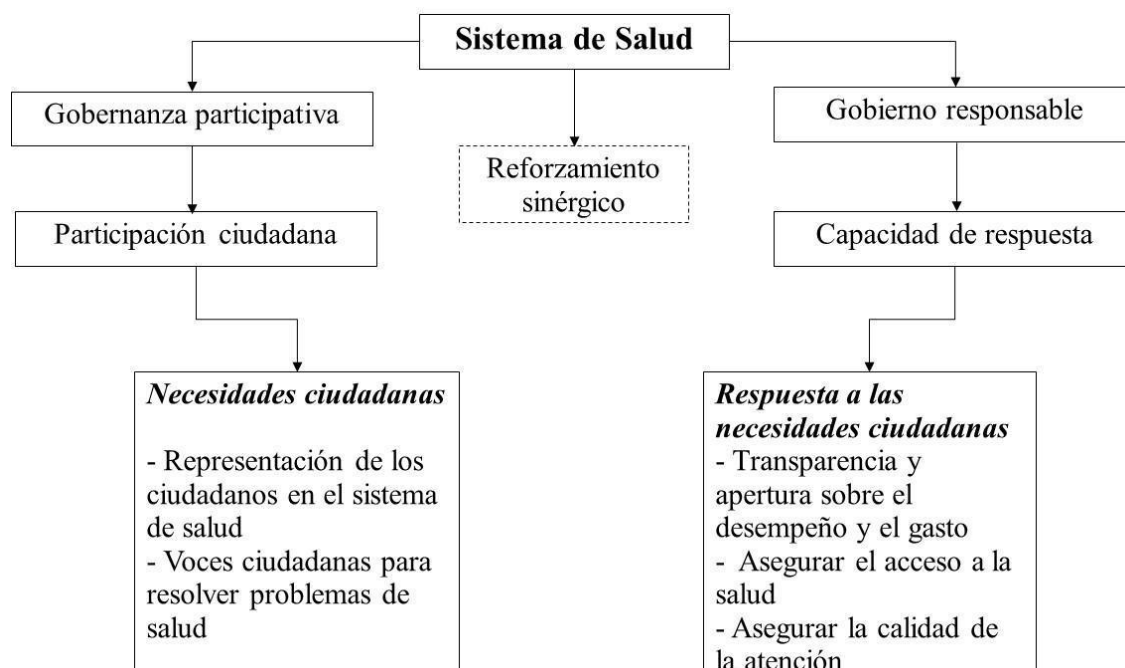 Sistema de Salud
Gobernanza participativa
Gobierno responsable
Reforzamiento
sinérgico
Participación ciudadana
Capacidad de respuesta
Necesidades ciudadanas
- Representación de los
ciudadanos en el sistema
de salud
- Voces ciudadanas para
resolver problemas de
salud
Respuesta a las
necesidades ciudadanas
- Transparencia y
apertura sobre el
desempeño y el gasto
- Asegurar el acceso a la
salud
- Asegurar la calidad de
la atención